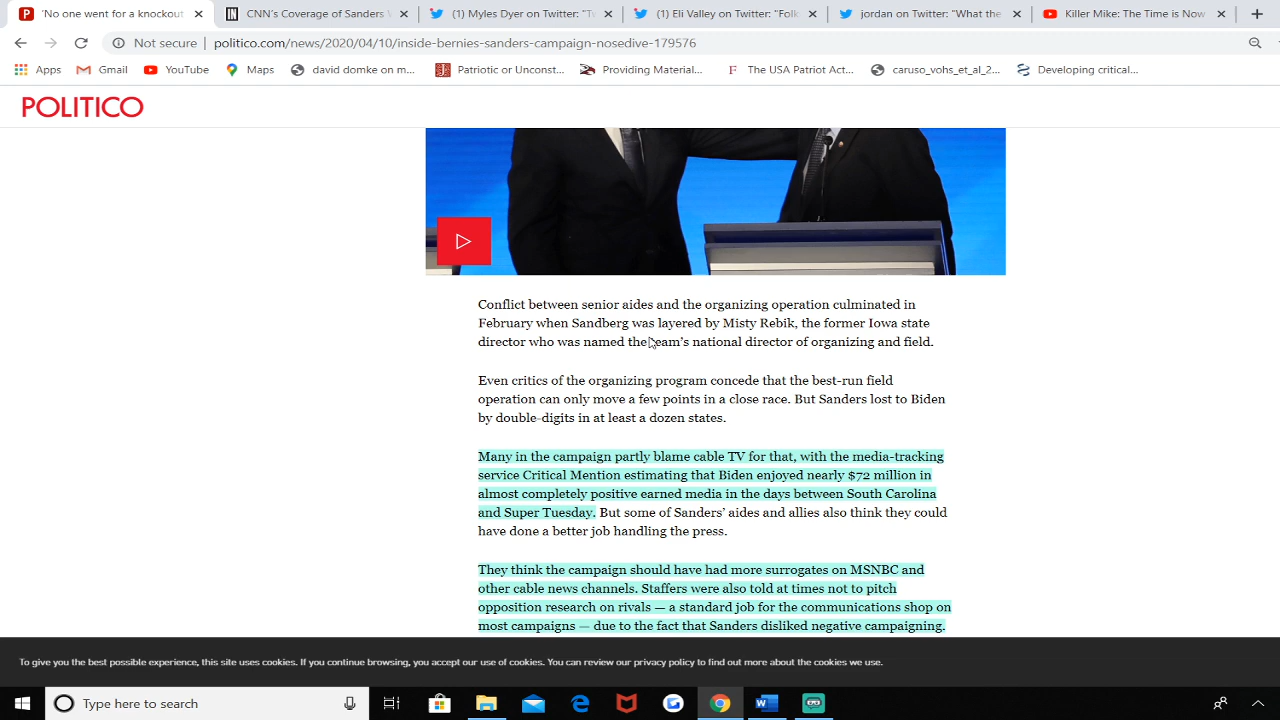 'No one went for a knockout
CNN's Coverage of Sanders V
(1) Myles Dyer on Twitter: "Tw
(1) Eli Valley on Twitter: "Folk
jordan on Twitter: "What the
Killer Mike: The Time is Now
Not secure | politico.com/news/2020/04/10/inside-bernies-sanders-campaign-nosedive-179576
Apps Gmail YouTube Maps david domke on m... Patriotic or Unconst... Providing Material... The USA Patriot Act... caruso_vohs_et_al_2... Developing critical...
POLITICO
Conflict between senior aides and the organizing operation culminated in
February when Sandberg was layered by Misty Rebik, the former Iowa state
director who was named the team's national director of organizing and field.
Even critics of the organizing program concede that the best-run field
operation can only move a few points in a close race. But Sanders lost to Biden
by double-digits in at least a dozen states.
Many in the campaign partly blame cable TV for that, with the media-tracking
service Critical Mention estimating that Biden enjoyed nearly $72 million in
almost completely positive earned media in the days between South Carolina
and Super Tuesday. But some of Sanders' aides and allies also think they could
have done a better job handling the press.
They think the campaign should have had more surrogates on MSNBC and
other cable news channels. Staffers were also told at times not to pitch
opposition research on rivals — a standard job for the communications shop on
most campaigns — due to the fact that Sanders disliked negative campaigning.
To give you the best possible experience, this site uses cookies. If you continue browsing, you accept our use of cookies. You can review our privacy policy to find out more about the cookies we use.
Type here to search